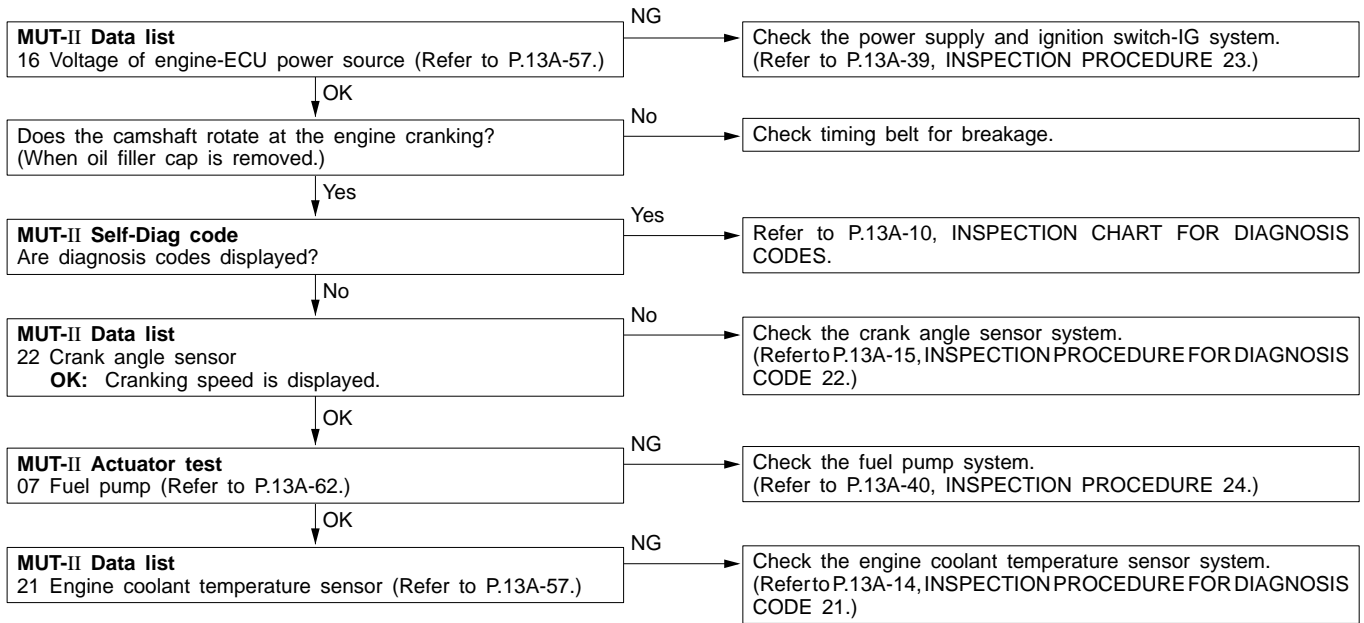 MUT-II Data list
16 Voltage of engine-ECU power source (Refer to P.13A-57.)
NG
Check the power supply and ignition switch-IG system.
(Refer to P.13A-39, INSPECTION PROCEDURE 23.)
OK
Does the camshaft rotate at the engine cranking?
(When oil filler cap is removed.)
No
Check timing belt for breakage.
Yes
MUT-II Self-Diag code
Are diagnosis codes displayed?
Yes
Refer to P.13A-10, INSPECTION CHART FOR DIAGNOSIS
CODES.
No
MUT-II Data list
22 Crank angle sensor
OK: Cranking speed is displayed.
No
Check the crank angle sensor system.
(Refer to P.13A-15, INSPECTION PROCEDURE FOR DIAGNOSIS
CODE 22.)
OK
MUT-II Actuator test
07 Fuel pump (Refer to P.13A-62.)
NG
Check the fuel pump system.
(Refer to P.13A-40, INSPECTION PROCEDURE 24.)
OK
MUT-II Data list
21 Engine coolant temperature sensor (Refer to P.13A-57.)
NG
Check the engine coolant temperature sensor system.
(Refer to P.13A-14, INSPECTION PROCEDURE FOR DIAGNOSIS
CODE 21.)